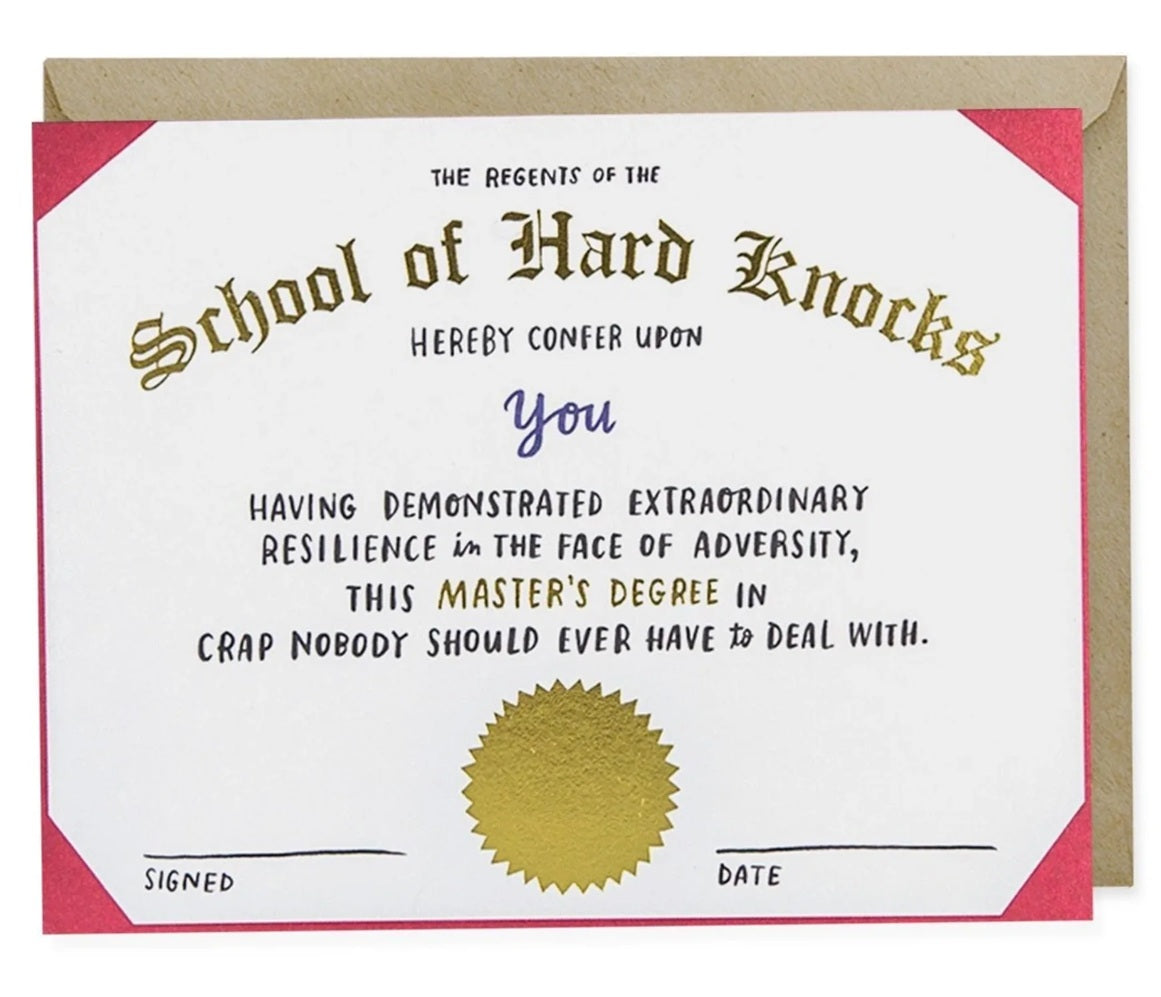 THE REGENTS OF THE
School of Hard Knocks
HEREBY CONFER UPON
You
HAVING DEMONSTRATED EXTRAORDINARY
RESILIENCE in THE FACE OF ADVERSITY,
THIS MASTER'S DEGREE IN
CRAP NOBODY SHOULD EVER HAVE to DEAL WITH.
SIGNED
DATE